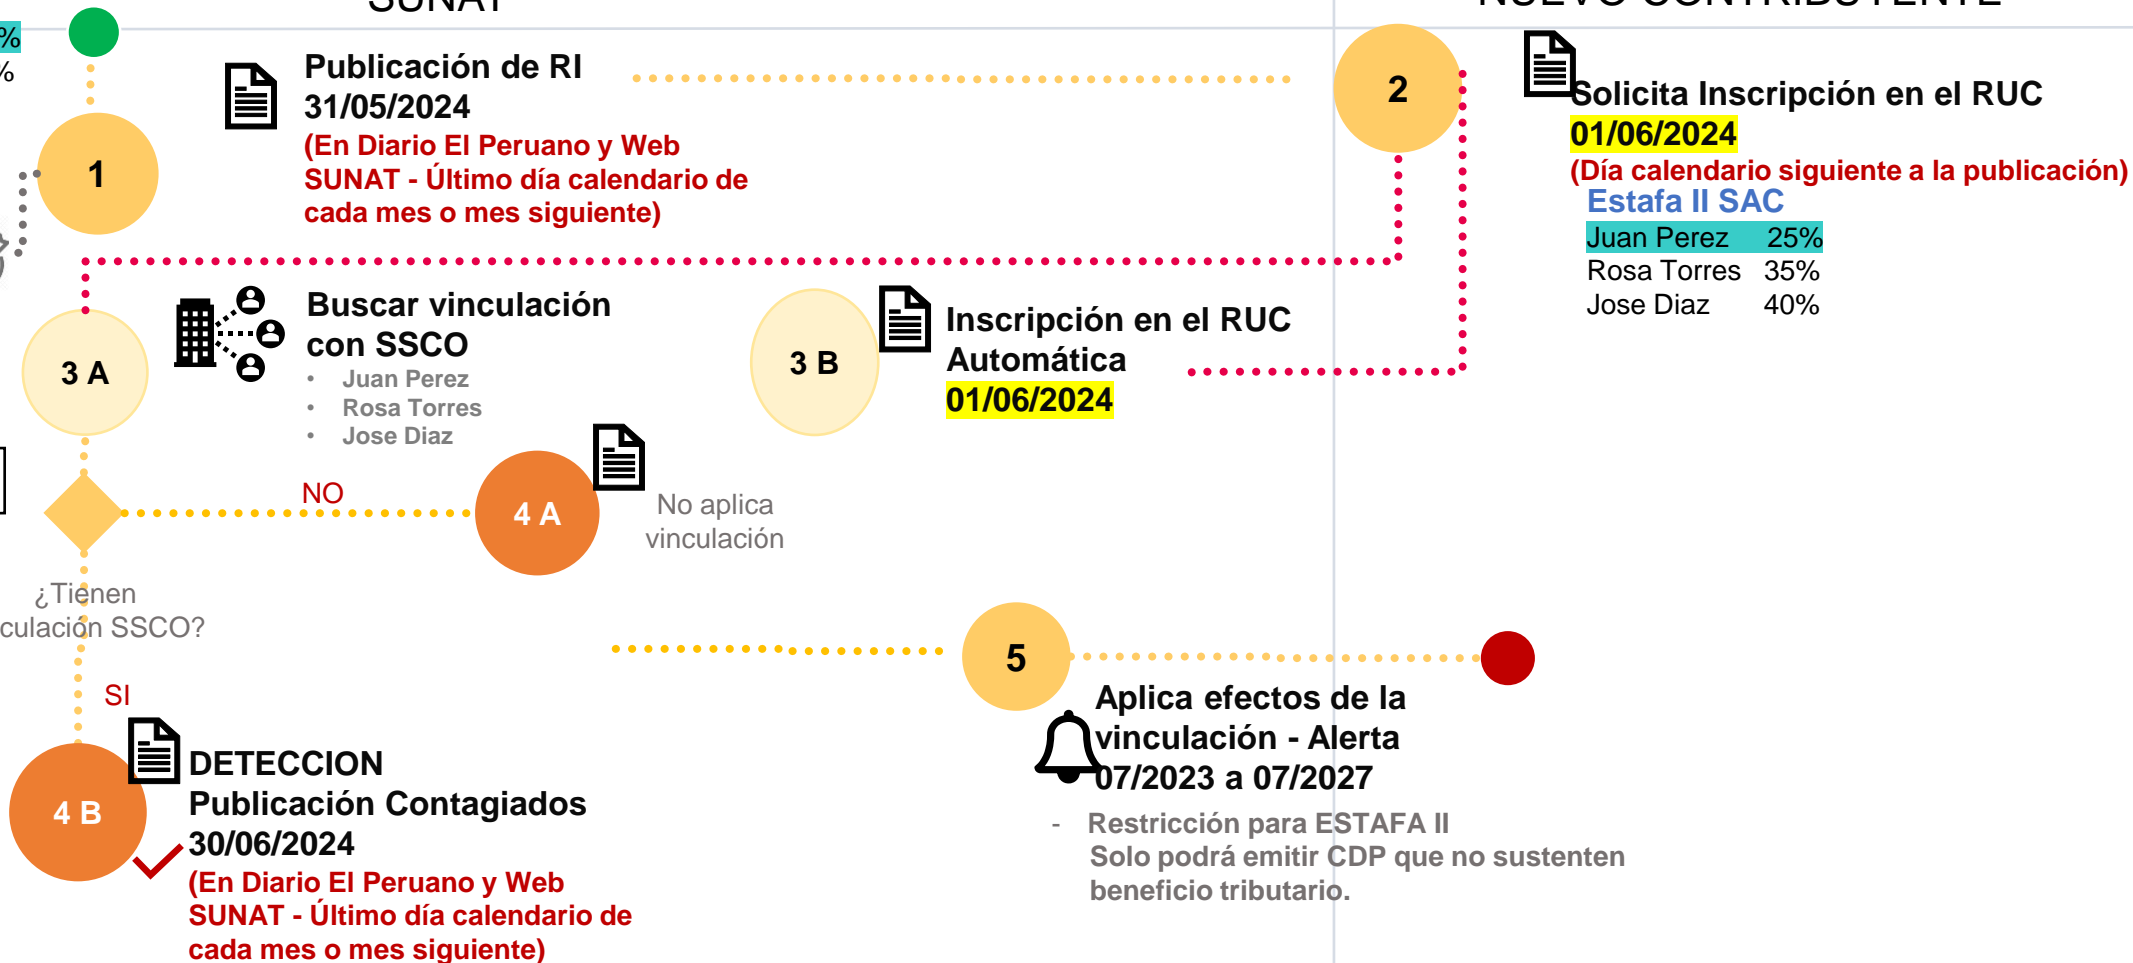 SUNAT
NUEVO CONTRIBUYENTE
%
%
1
Publicación de RI
31/05/2024
(En Diario El Peruano y Web
SUNAT - Último día calendario de
cada mes o mes siguiente)
2
Solicita Inscripción en el RUC
01/06/2024
(Día calendario siguiente a la publicación)
Estafa II SAC
Juan Perez 25%
Rosa Torres 35%
Jose Diaz 40%
3 A
Buscar vinculación
con SSCO
• Juan Perez
• Rosa Torres
• Jose Diaz
3 B
Inscripción en el RUC
Automática
01/06/2024
NO
4 A
No aplica
vinculación
¿Tienen
culación SSCO?
SI
4 B
DETECCION
Publicación Contagiados
30/06/2024
(En Diario El Peruano y Web
SUNAT - Último día calendario de
cada mes o mes siguiente)
5
Aplica efectos de la
vinculación - Alerta
07/2023 a 07/2027
- Restricción para ESTAFA II
Solo podrá emitir CDP que no sustenten
beneficio tributario.